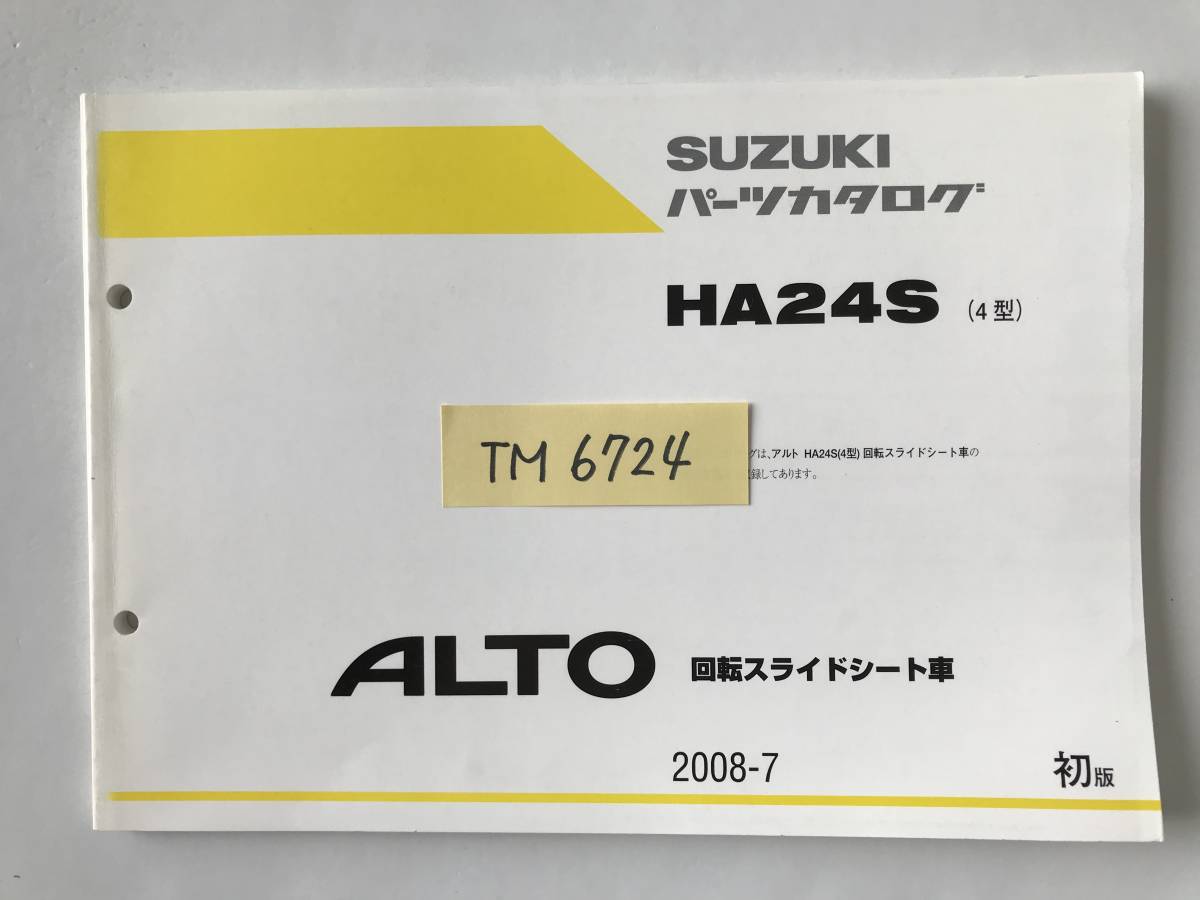 SUZUKI
パーツカタログ
HA24S (4型)
TM 6724
グは、アルト HA24S(4型) 回転スライドシート車の
録してあります。
ALTO 回転スライドシート車
2008-7 初版